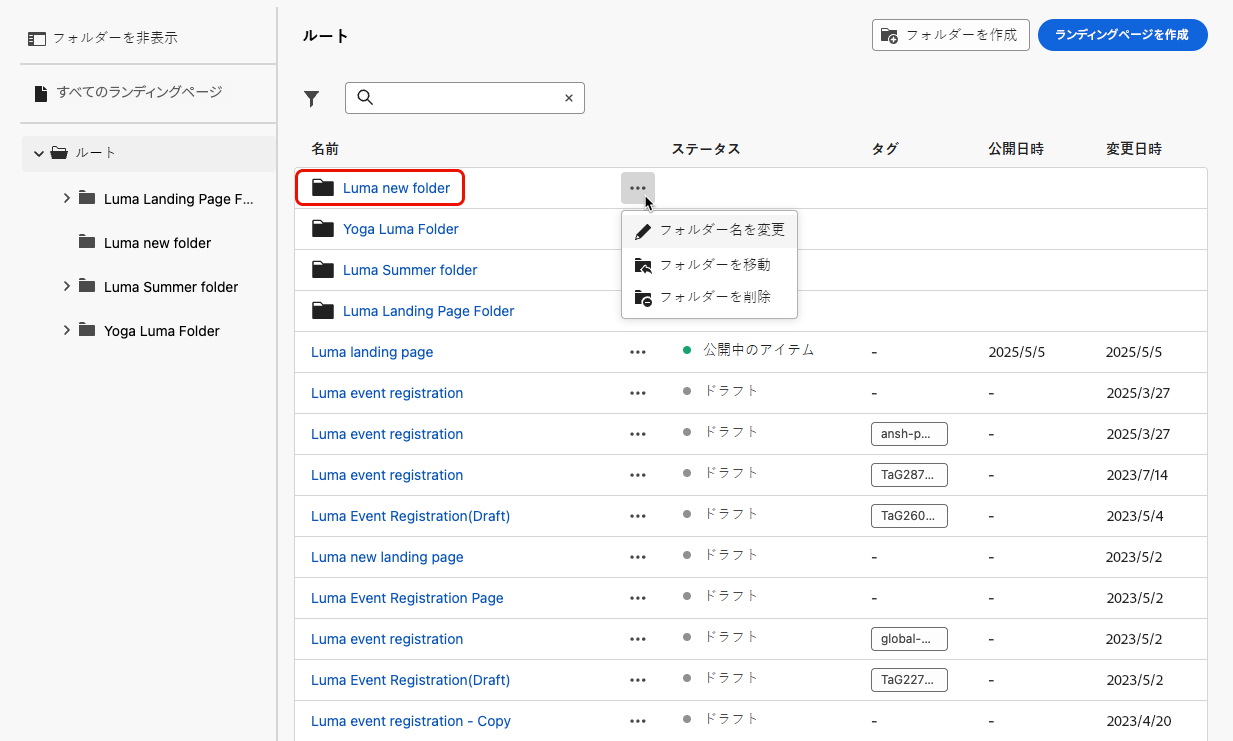 フォルダーを非表示
すべてのランディングページ
ルート
Luma Landing Page F...
Luma new folder
Luma Summer folder
Yoga Luma Folder
ルート
フォルダーを作成
ランディングページを作成
名前 ステータス タグ 公開日時 変更日時
Luma new folder
フォルダー名を変更
フォルダーを移動
フォルダーを削除
Yoga Luma Folder
Luma Summer folder
Luma Landing Page Folder
Luma landing page 公開中のアイテム - 2025/5/5 2025/5/5
Luma event registration ドラフト - - 2025/3/27
Luma event registration ドラフト ansh-p... - 2025/3/27
Luma event registration ドラフト TaG287... - 2023/7/14
Luma Event Registration(Draft) ドラフト TaG260... - 2023/5/4
Luma new landing page ドラフト - - 2023/5/2
Luma Event Registration Page ドラフト - - 2023/5/2
Luma event registration ドラフト global-... - 2023/5/2
Luma Event Registration(Draft) ドラフト TaG227... - 2023/5/2
Luma event registration - Copy ドラフト - - 2023/4/20